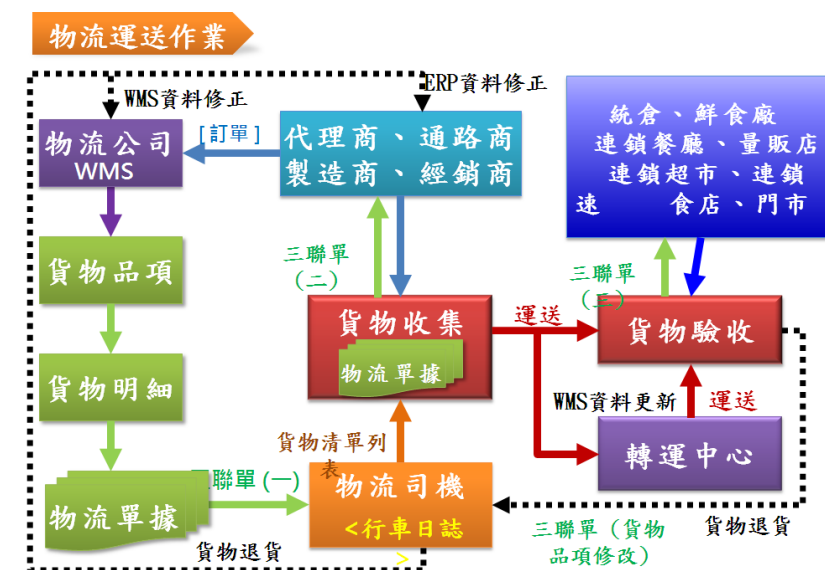 物流運送作業
WMS資料修正
ERP資料修正
物流公司
WMS
[訂單]
代理商、通路商
製造商、經銷商
統倉、鮮食廠
連鎖餐廳、量販店
連鎖超市、連鎖
速 食店、門市
貨物品項
三聯單
(二)
三聯單
(三)
貨物收集
物流單據
運送
貨物驗收
貨物明細
WMS資料更新
運送
貨物清單列
表
轉運中心
物流單據
聯單(一)
物流司機
<行車日誌
>
貨物退貨
三聯單（貨物
品項修改）
貨物退貨